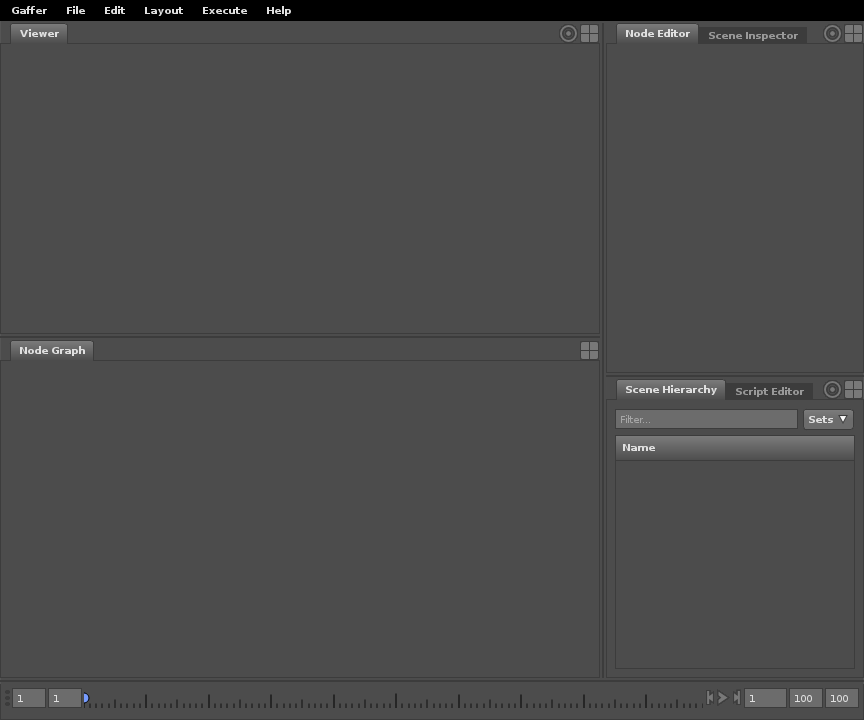 Gaffer File Edit Layout Execute Help
Viewer
Node Editor Scene Inspector
Node Graph
Scene Hierarchy Script Editor
Filter... Sets
Name
1 1 1 100 100